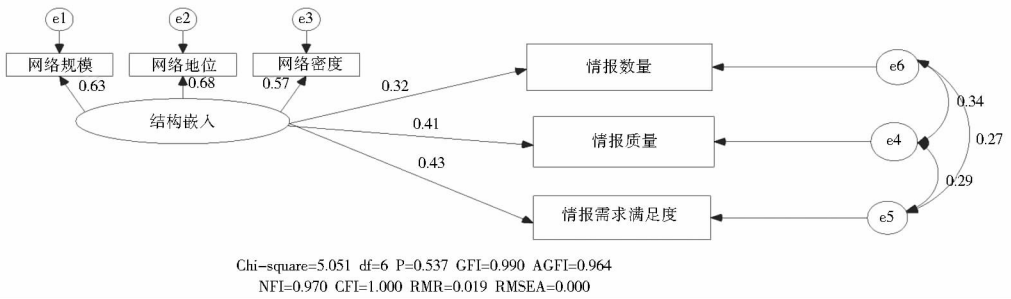 e1 e2 e3
网络规模 网络地位 网络密度
0.63 0.68 0.57
结构嵌入
0.32
0.41
0.43
情报数量
情报质量
情报需求满足度
e6
e4
e5
0.34
0.27
0.29
Chi-square=5.051 df=6 P=0.537 GFI=0.990 AGFI=0.964
NFI=0.970 CFI=1.000 RMR=0.019 RMSEA=0.000